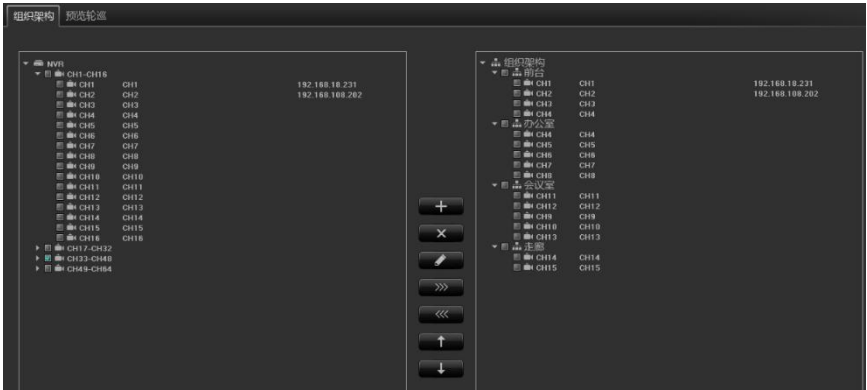 组织架构 预览轮巡
NVR
CH1-CH16
CH1 CH1 192.168.18.231
CH2 CH2 192.168.108.202
CH3 CH3
CH4 CH4
CH5 CH5
CH6 CH6
CH7 CH7
CH8 CH8
CH9 CH9
CH10 CH10
CH11 CH11
CH12 CH12
CH13 CH13
CH14 CH14
CH15 CH15
CH16 CH16
CH17-CH32
CH33-CH48
CH49-CH64
组织架构
前台
CH1 CH1 192.168.18.231
CH2 CH2 192.168.108.202
CH3 CH3
CH4 CH4
办公室
CH4 CH4
CH5 CH5
CH6 CH6
CH7 CH7
CH8 CH8
会议室
CH11 CH11
CH12 CH12
CH9 CH9
CH10 CH10
CH13 CH13
走廊
CH14 CH14
CH15 CH15